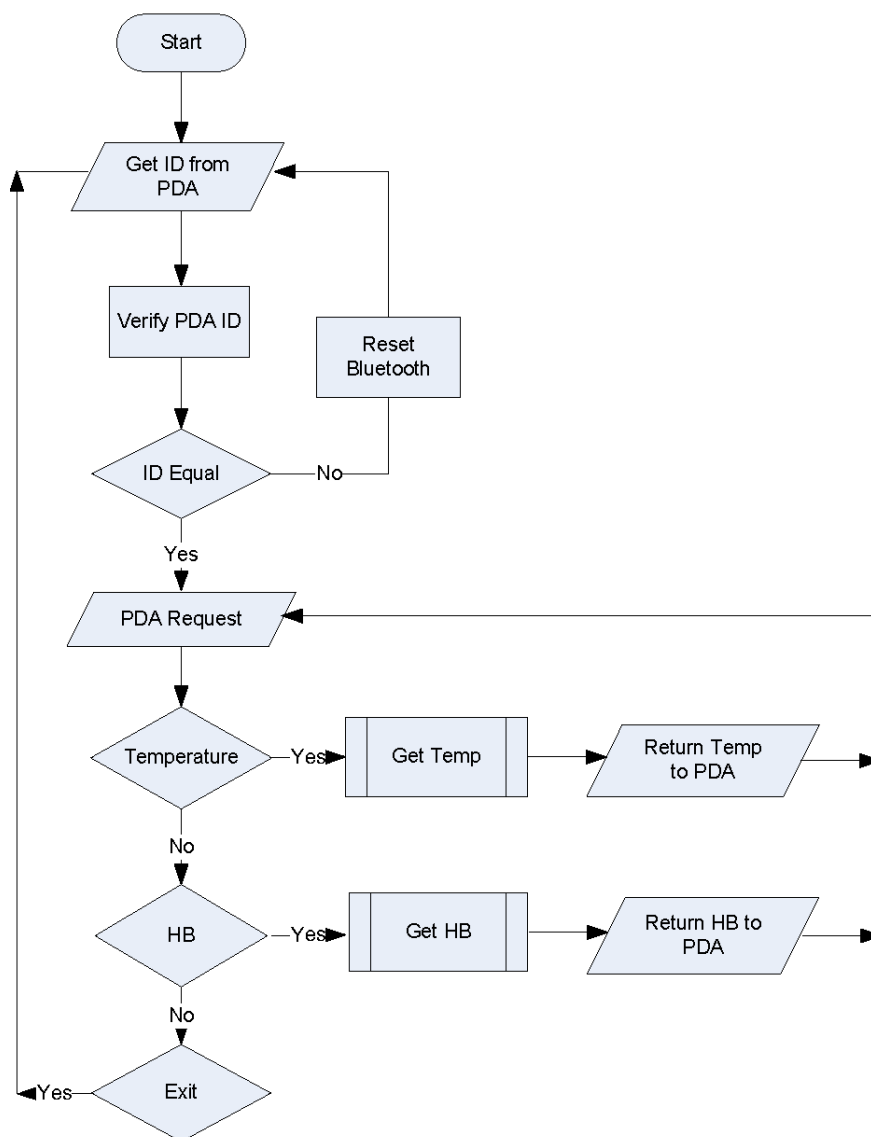 Start
Get ID from
PDA
Verify PDA ID
Reset
Bluetooth
ID Equal
No
Yes
PDA Request
Temperature
Yes
Get Temp
Return Temp
to PDA
No
HB
Yes
Get HB
Return HB to
PDA
No
Yes
Exit